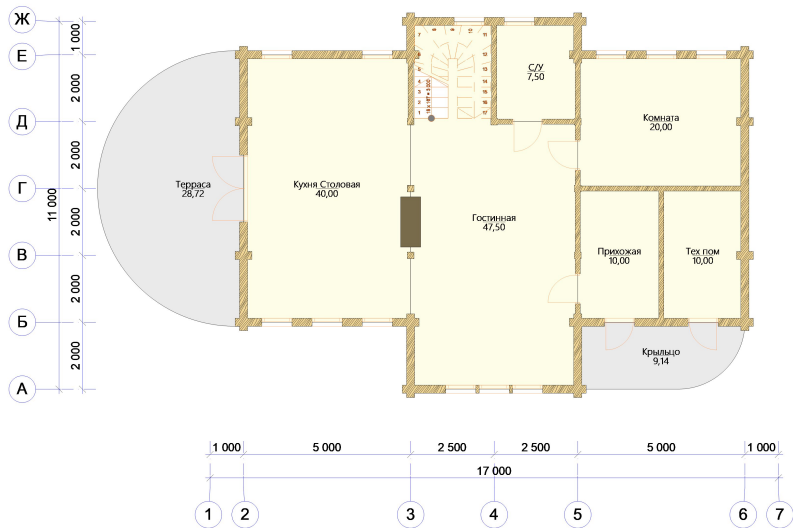 Ж
Е
Д
Г
В
Б
А
1 000
2 000
2 000
2 000
2 000
2 000
11 000
С/У
7,50
Комната
20,00
Терраса
28,72
Кухня Столовая
40,00
Гостинная
47,50
Прихожая
10,00
Тех пом
10,00
Крыльцо
9,14
1 000
5 000
2 500
2 500
5 000
1 000
17 000
1
2
3
4
5
6
7